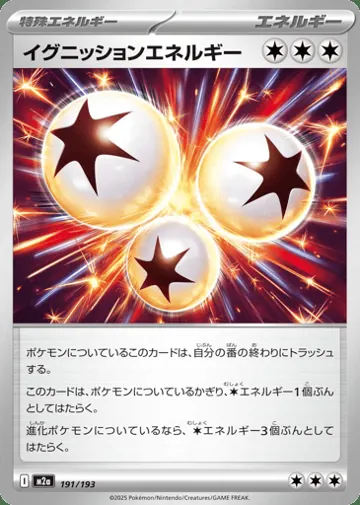 特殊エネルギー
エネルギー
イグニッションエネルギー
ポケモンについているこのカードは、自分の番の終わりにトラッシュ
する。
このカードは、ポケモンについているかぎり、エネルギー1個ぶん
としてはたらく。
進化ポケモンについているなら、エネルギー3個ぶんとして
はたらく。
I m2a 191/193
©2025 Pokémon/Nintendo/Creatures/GAME FREAK.